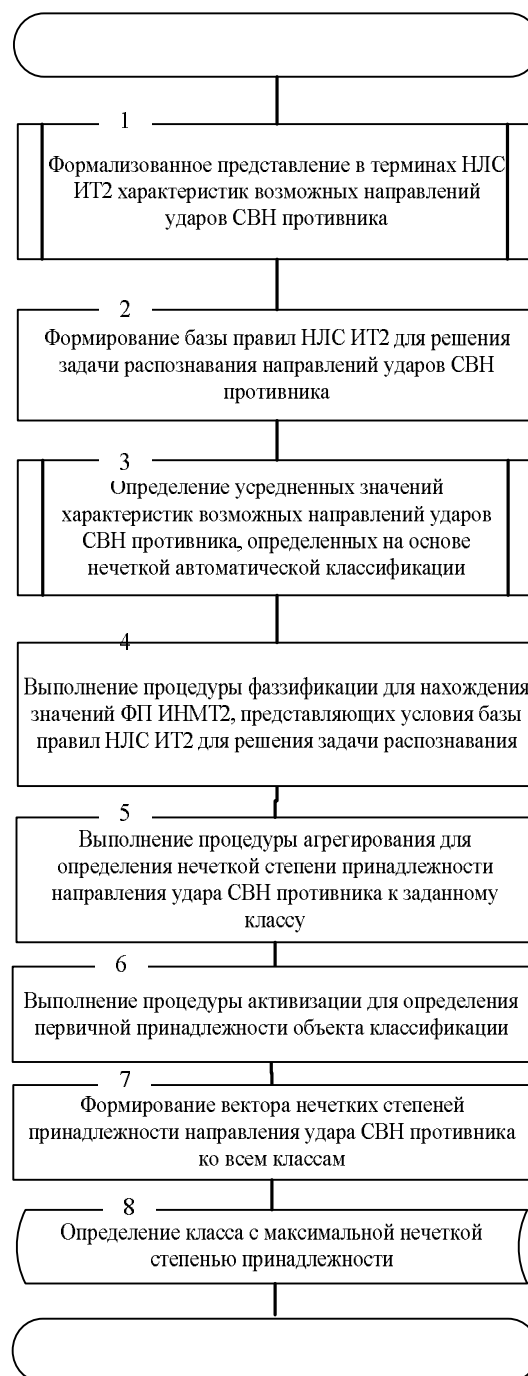 1
Формализованное представление в терминах НЛС
ИТ2 характеристик возможных направлений
ударов СВН противника
2
Формирование базы правил НЛС ИТ2 для решения
задачи распознавания направлений ударов СВН
противника
3
Определение усредненных значений
характеристик возможных направлений ударов
СВН противника, определенных на основе
нечеткой автоматической классификации
4
Выполнение процедуры фаззификации для нахождения
значений ФП ИНМТ2, представляющих условия базы
правил НЛС ИТ2 для решения задачи распознавания
5
Выполнение процедуры агрегирования для
определения нечеткой степени принадлежности
направления удара СВН противника к заданному
классу
6
Выполнение процедуры активизации для определения
первичной принадлежности объекта классификации
7
Формирование вектора нечетких степеней
принадлежности направления удара СВН противника
ко всем классам
8
Определение класса с максимальной нечеткой
степенью принадлежности